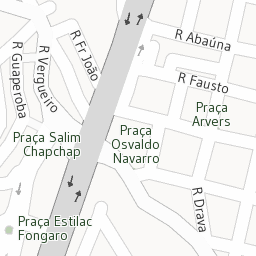 R Abaúna
R Fr João
R Guaperoba
R Vergueiro
R Fausto
Praça
Arvers
Praça Salim
Chapchap
Praça
Osvaldo
Navarro
R Drava
Praça Estilac
Fongaro